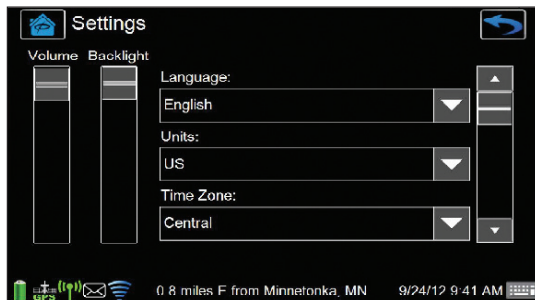 Settings
Volume Backlight
Language:
English
Units:
US
Time Zone:
Central
GPS
0.8 miles E from Minnetonka, MN 9/24/12 9:41 AM